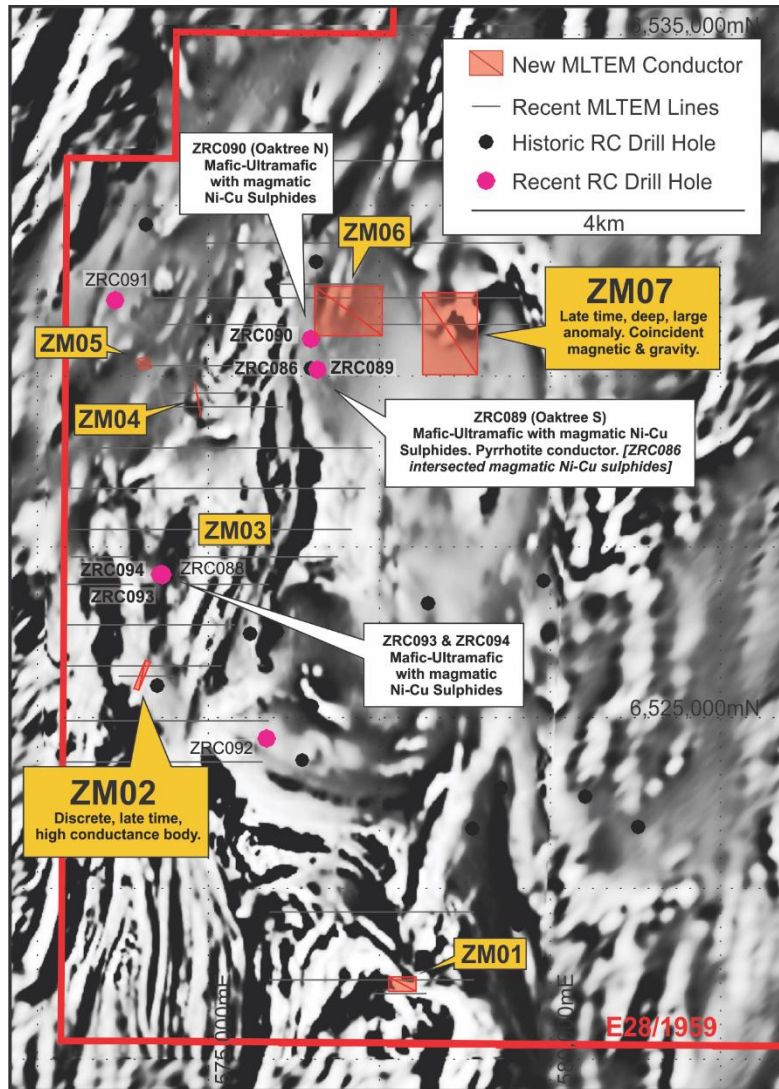 6,535,000mN
New MLTEM Conductor
Recent MLTEM Lines
Historic RC Drill Hole
Recent RC Drill Hole
4km
ZRC090 (Oaktree N)
Mafic-Ultramafic
with magmatic
Ni-Cu Sulphides
ZM06
ZRC091
ZM07
Late time, deep, large
anomaly. Coincident
magnetic & gravity.
ZRC090
ZM05
ZRC086
ZRC089
ZM04
ZRC089 (Oaktree S)
Mafic-Ultramafic with magmatic Ni-Cu
Sulphides. Pyrrhotite conductor. [ZRC086
intersected magmatic Ni-Cu sulphides]
ZM03
ZRC094
ZRC088
ZRC093
ZRC093 & ZRC094
Mafic-Ultramafic
with magmatic
Ni-Cu Sulphides
6,525,000mN
ZRC092
ZM02
Discrete, late time,
high conductance body.
ZM01
575,000mE
580,000mE
E28/1959